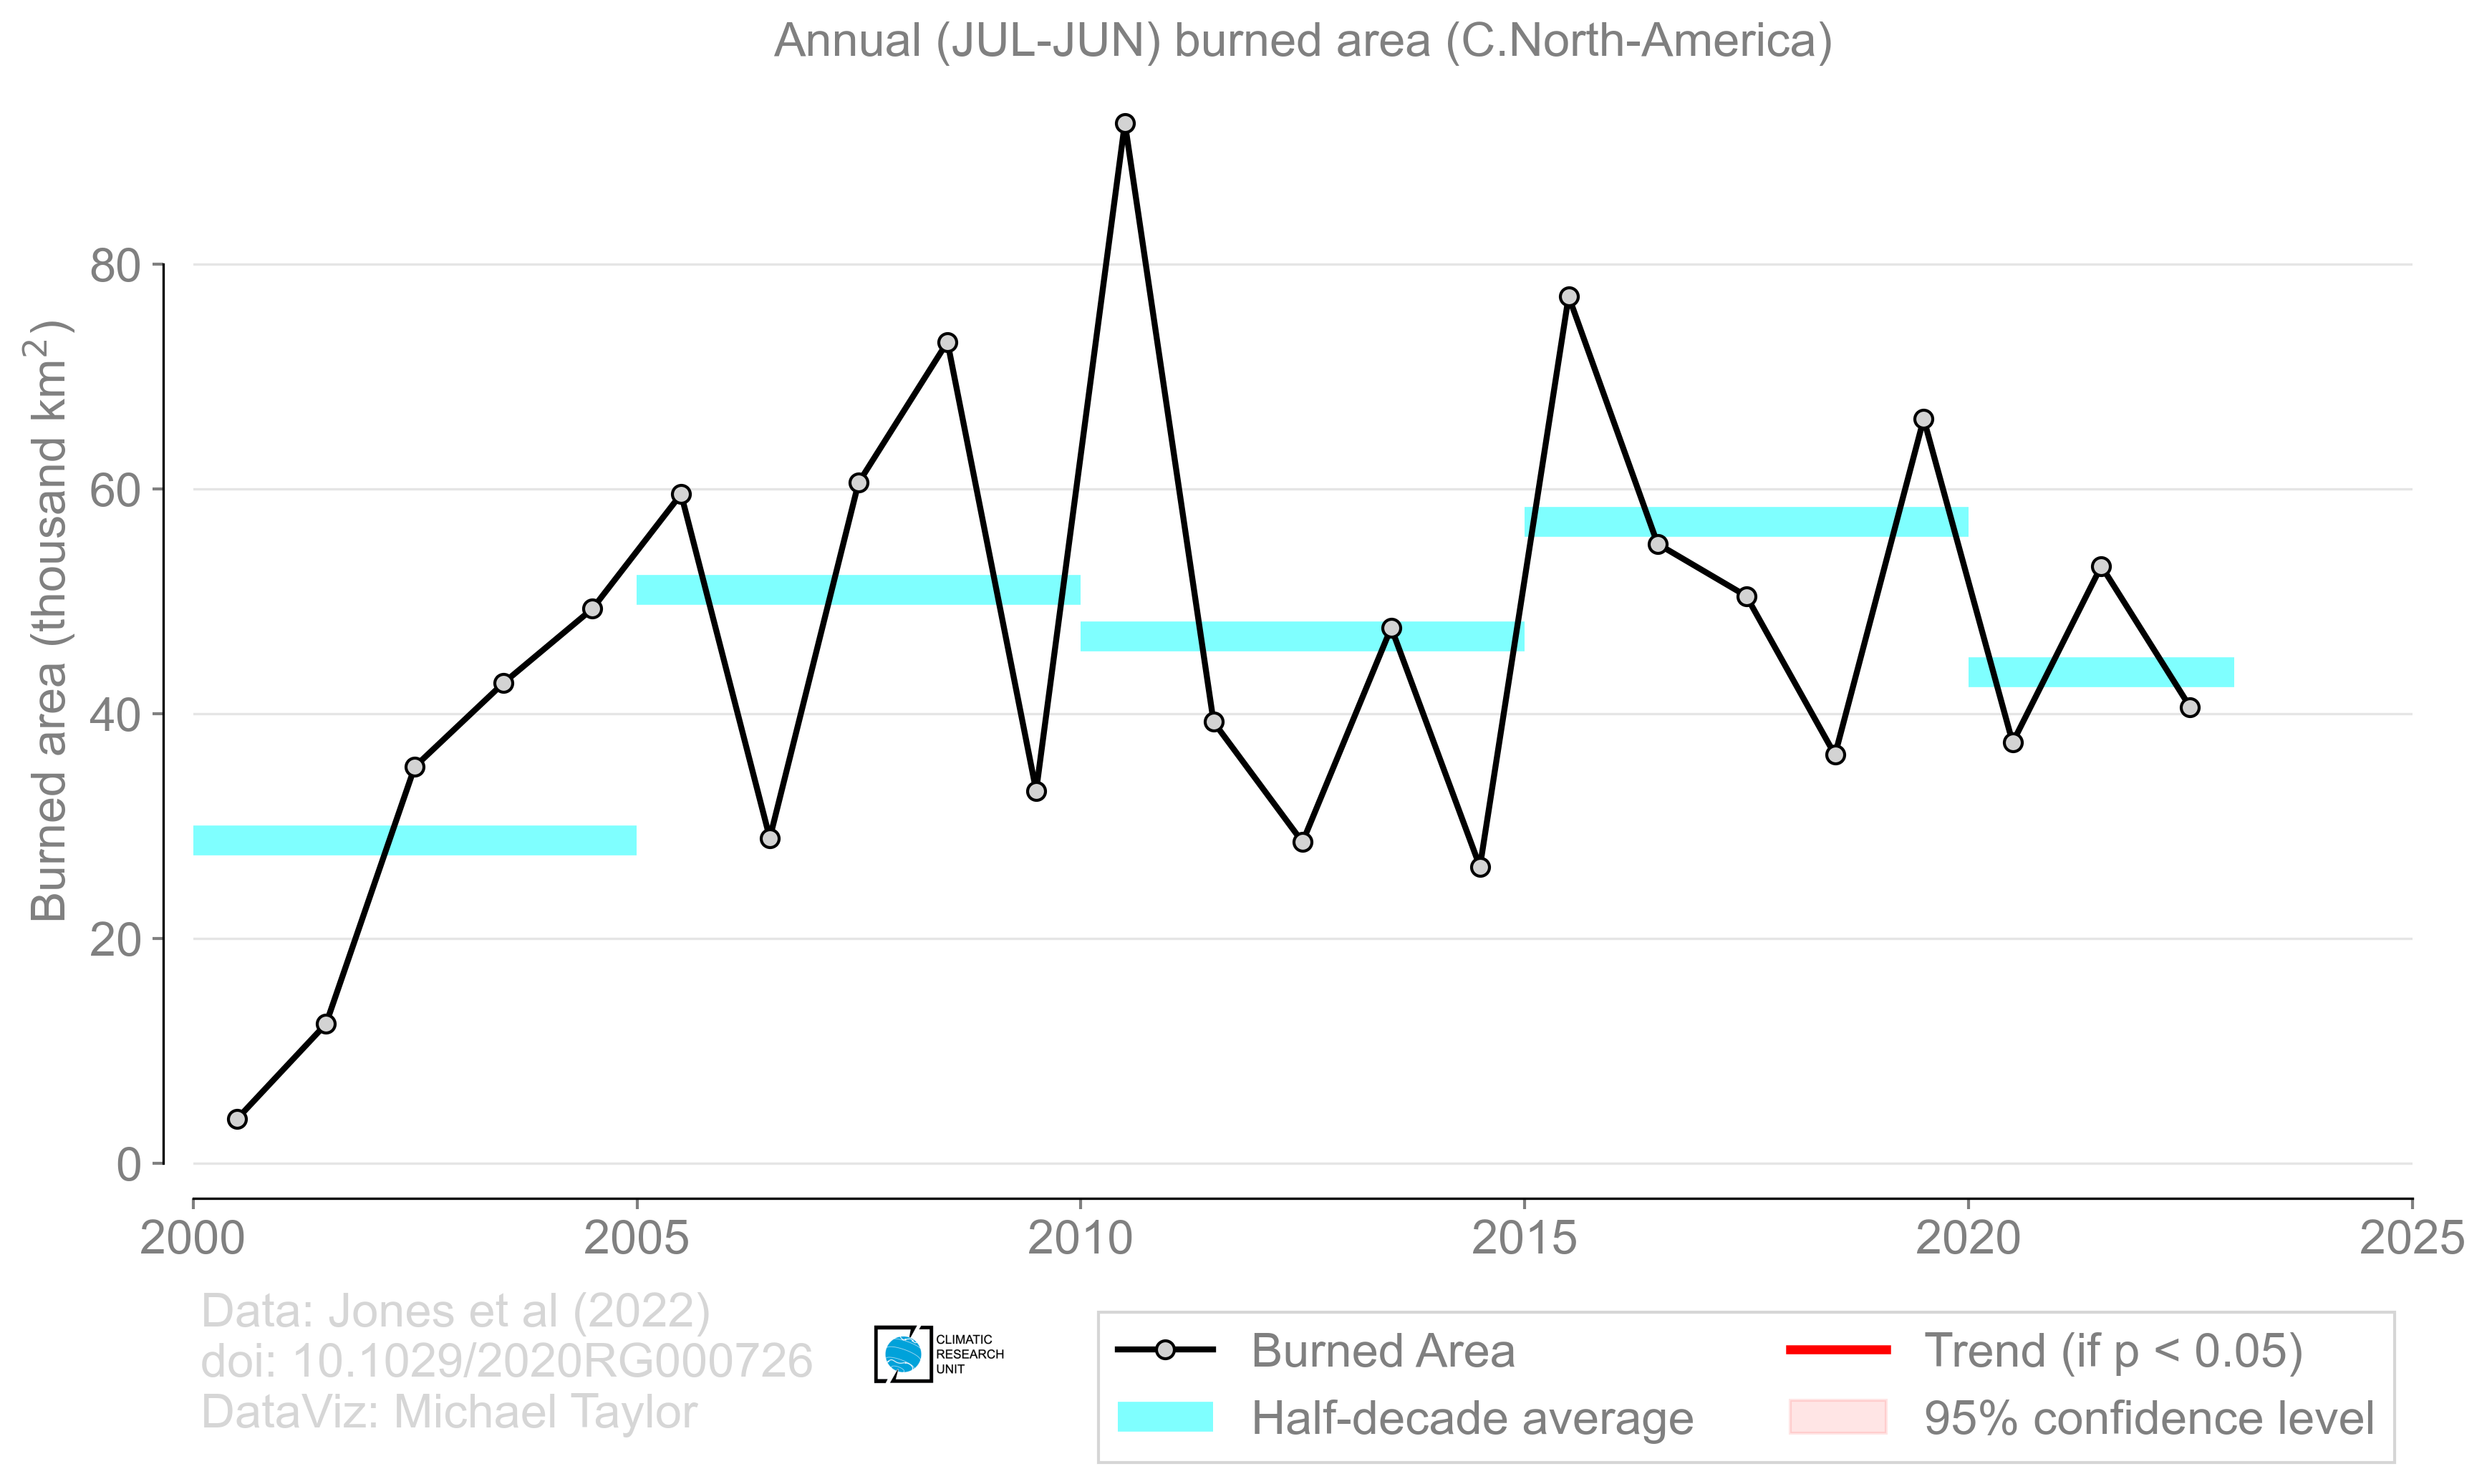 Annual (JUL-JUN) burned area (C.North-America)
Burned area (thousand km²)
80
60
40
20
0
2000 2005 2010 2015 2020 2025
Data: Jones et al (2022)
doi: 10.1029/2020RG000726
DataViz: Michael Taylor
CLIMATIC
RESEARCH
UNIT
Burned Area
Half-decade average
Trend (if p < 0.05)
95% confidence level